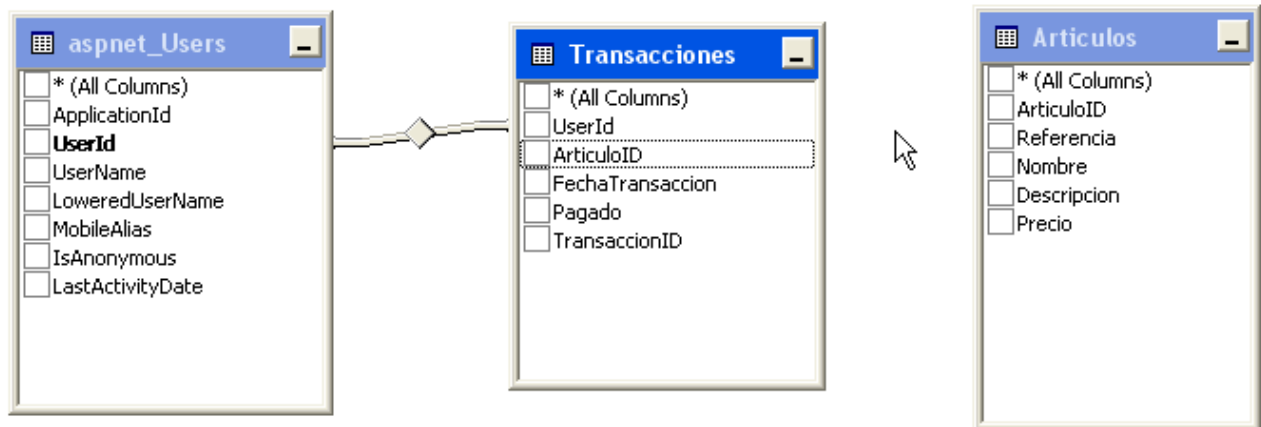 aspnet_Users
* (All Columns)
ApplicationId
UserId
UserName
LoweredUserName
MobileAlias
IsAnonymous
LastActivityDate
Transacciones
* (All Columns)
UserId
ArticuloID
FechaTransaccion
Pagado
TransaccionID
Articulos
* (All Columns)
ArticuloID
Referencia
Nombre
Descripcion
Precio